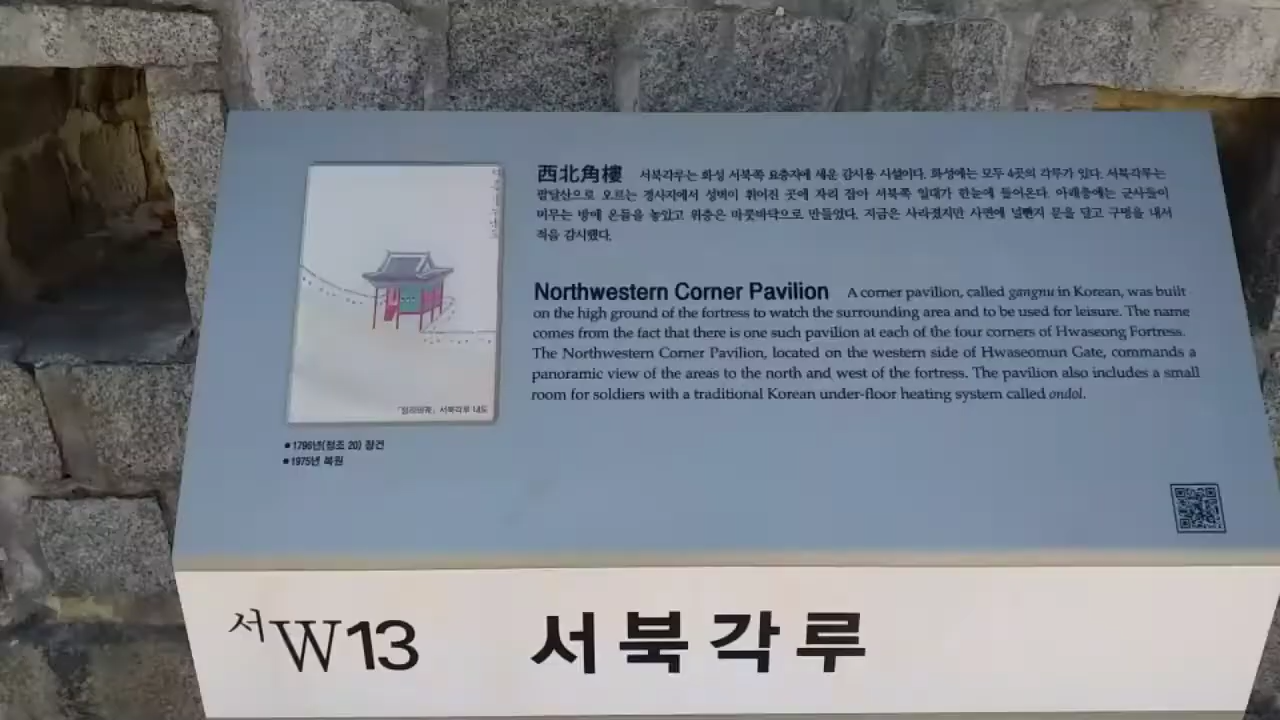 西北角樓 서북각루는 화성 서북쪽 요충지에 세운 감시용 시설이다. 화성에는 모두 4곳의 각루가 있다. 서북각루는
팔달산으로 오르는 경사지에서 성벽이 휘어진 곳에 자리 잡아 서북쪽 일대가 한눈에 들어온다. 아래층에는 군사들이
머무는 방에 온돌을 놓았고 위층은 마룻바닥으로 만들었다. 지금은 사라졌지만 사면에 널빤지 문을 달고 구멍을 내서
적을 감시했다.
Northwestern Corner Pavilion A corner pavilion, called gangnu in Korean, was built
on the high ground of the fortress to watch the surrounding area and to be used for leisure. The name
comes from the fact that there is one such pavilion at each of the four corners of Hwaseong Fortress.
The Northwestern Corner Pavilion, located on the western side of Hwaseomun Gate, commands a
panoramic view of the areas to the north and west of the fortress. The pavilion also includes a small
room for soldiers with a traditional Korean under-floor heating system called ondol.
서북각루 내도
●1796년(정조 20) 창건
●1975년 복원
서W13 서북각루